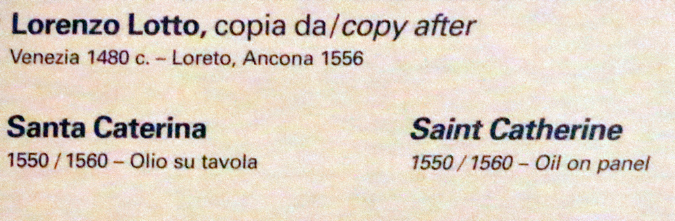 Lorenzo Lotto, copia da/copy after
Venezia 1480 c. – Loreto, Ancona 1556
Santa Caterina
1550 / 1560 – Olio su tavola
Saint Catherine
1550 / 1560 – Oil on panel